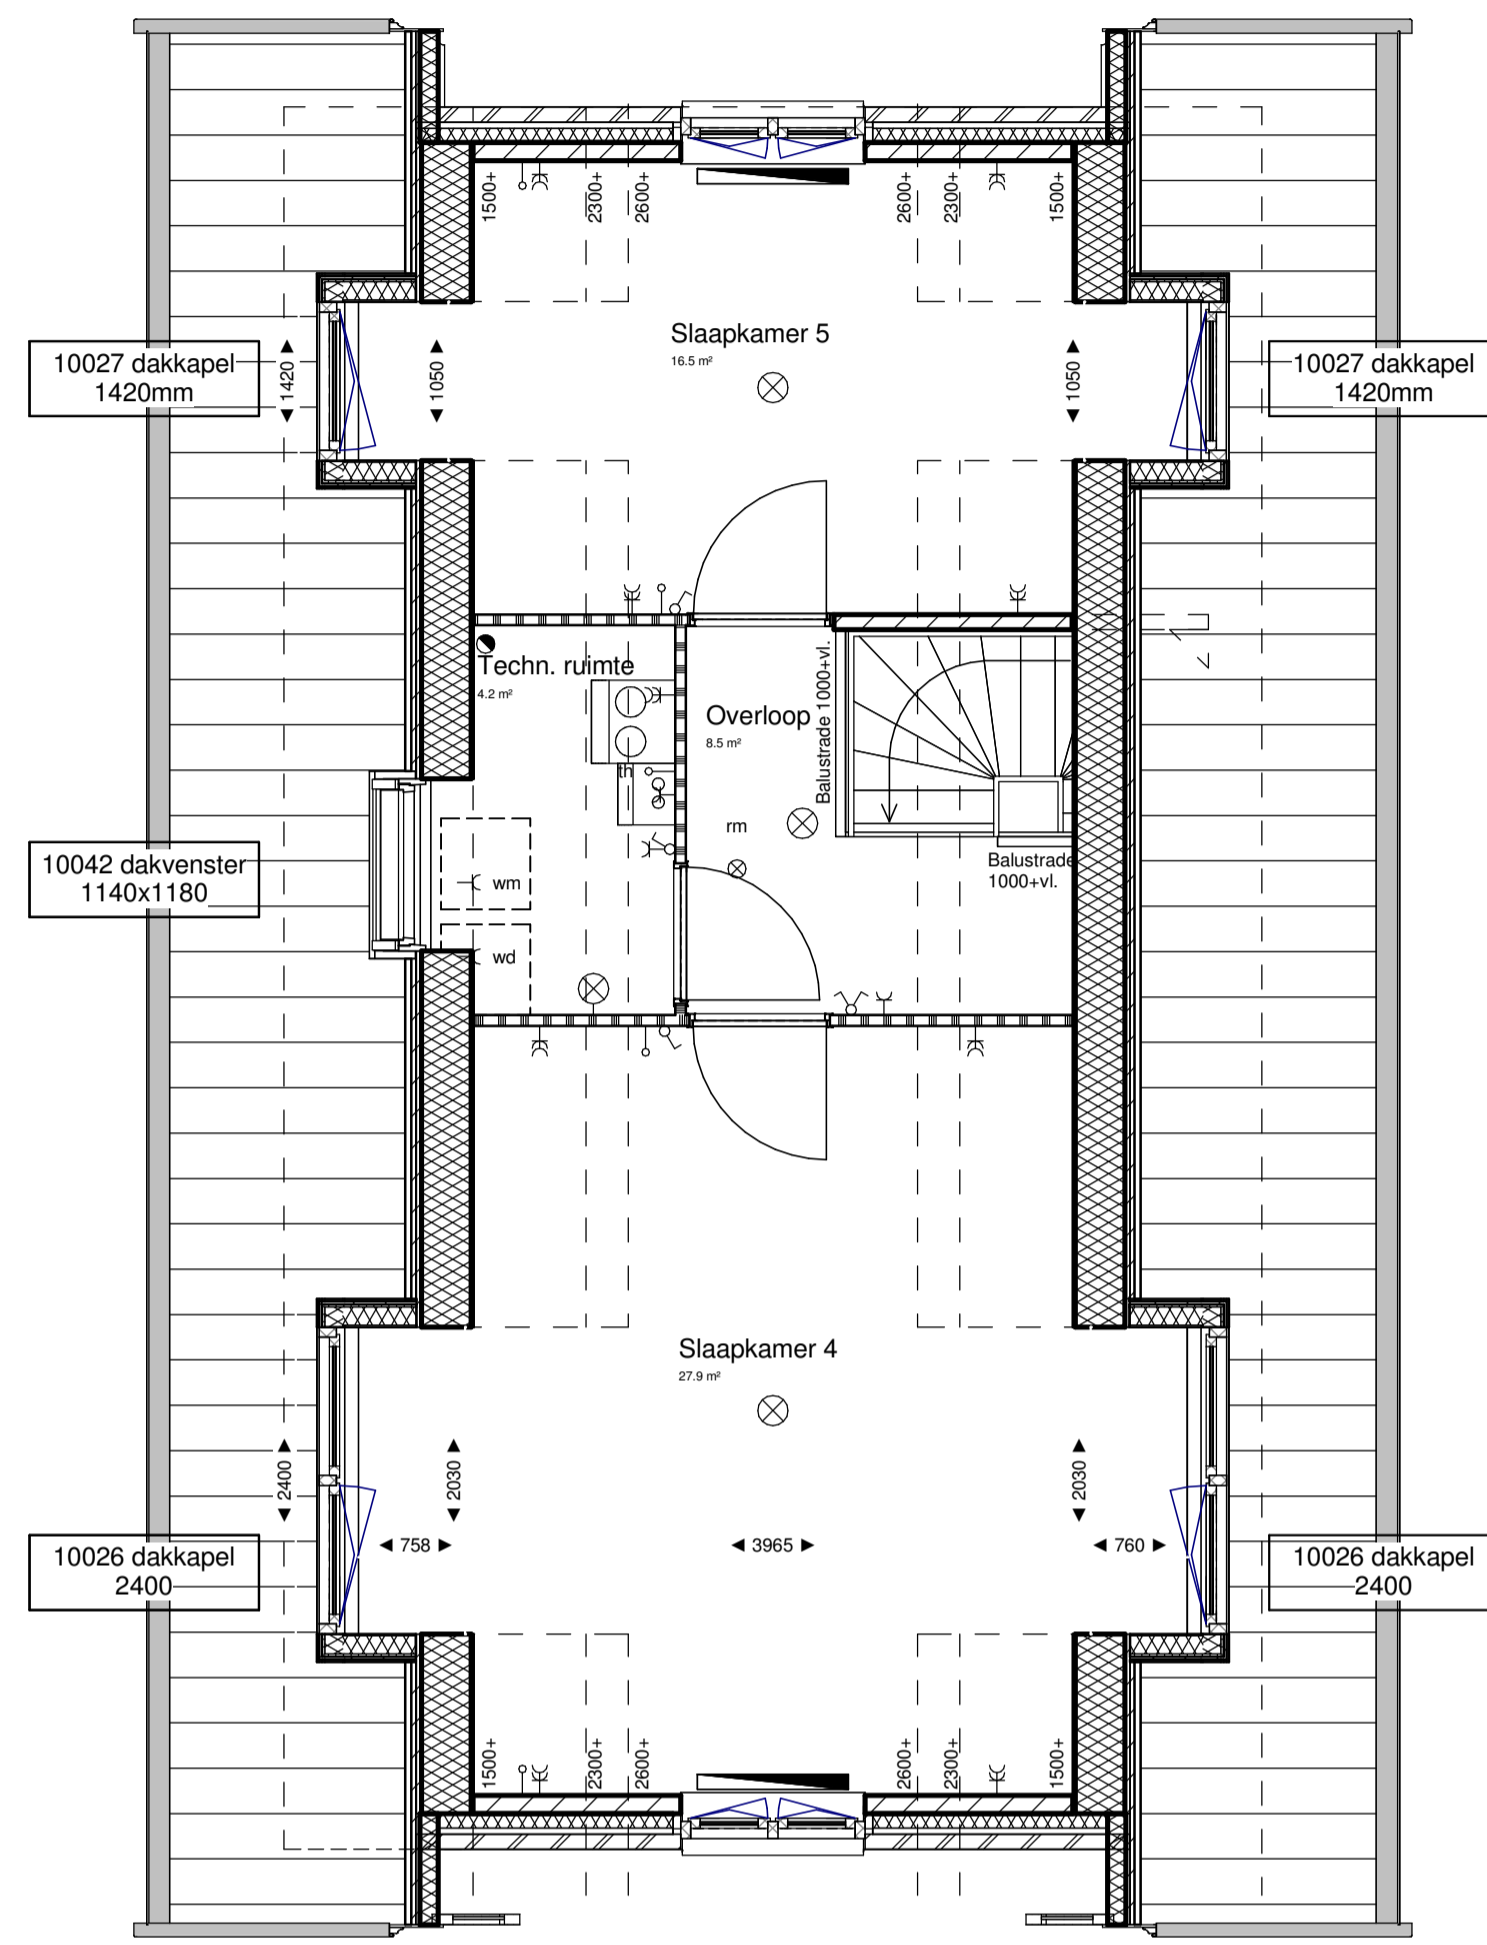 1500+
2300+
2600+
2600+
2300+
1500+
Slaapkamer 5
16.5 m²
10027 dakkapel
1420mm
1420
1050
1050
10027 dakkapel
1420mm
Techn. ruimte
4.2 m²
th
Overloop
8.5 m²
Balustrade 1000+vl.
rm
Balustrade
1000+vl.
10042 dakvenster
1140x1180
wm
wd
Slaapkamer 4
27.9 m²
2400
2030
2030
758
3965
760
10026 dakkapel
2400
10026 dakkapel
2400
1500+
2300+
2600+
2600+
2300+
1500+